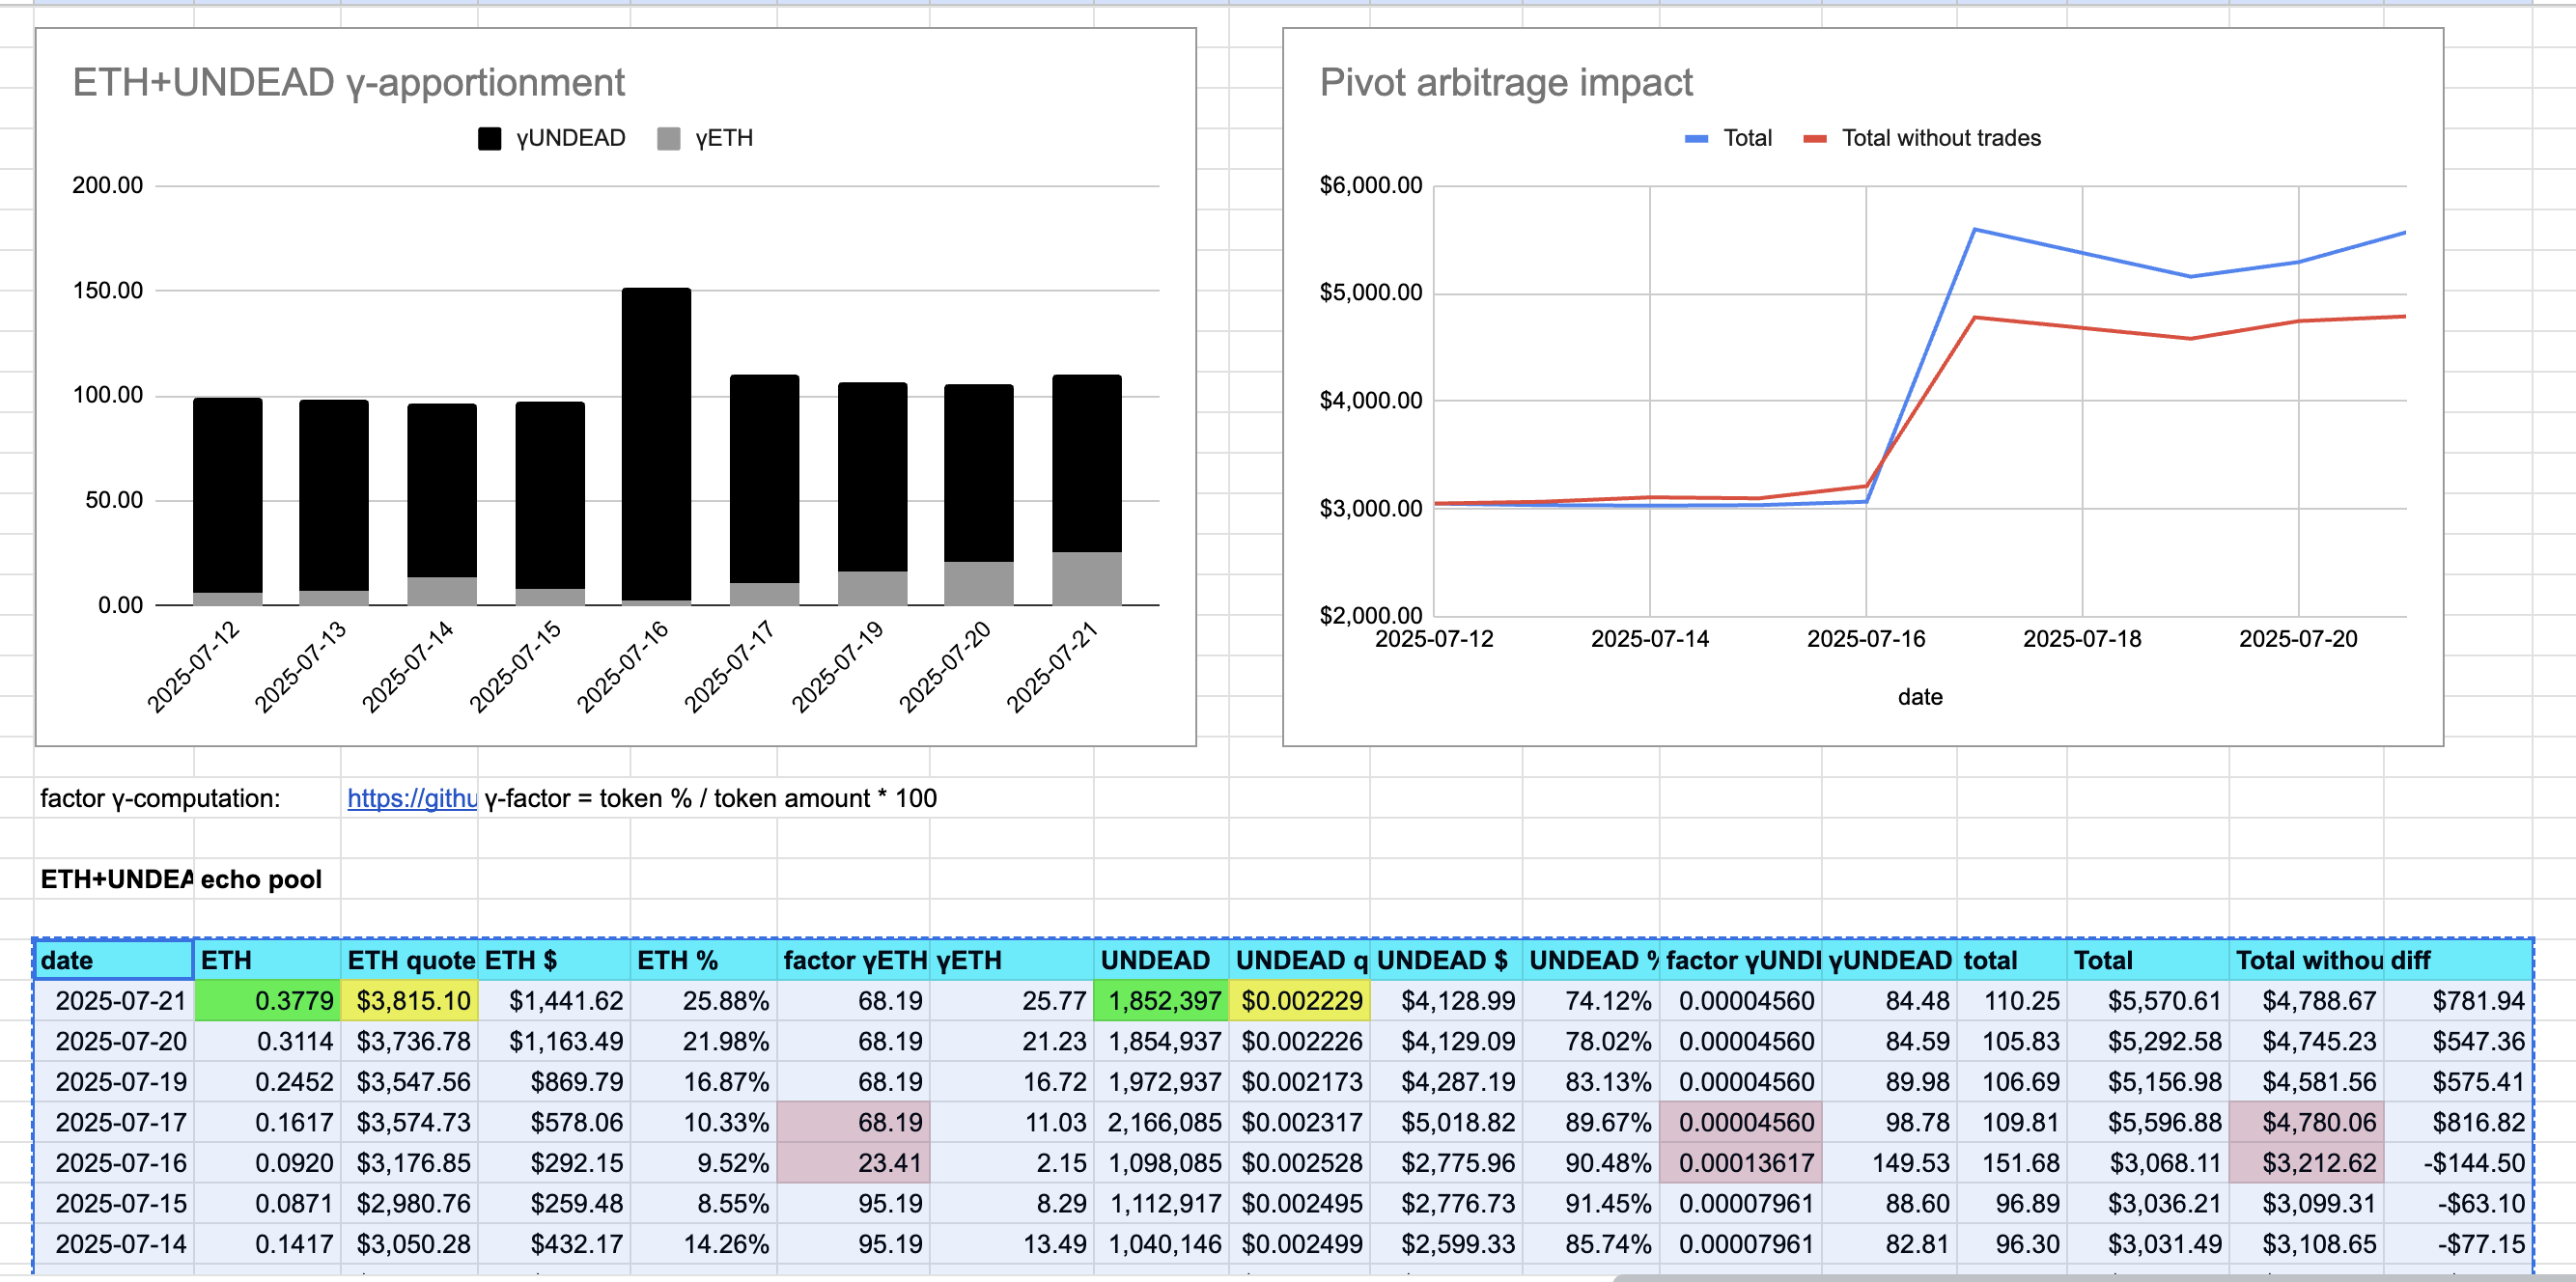 ETH+UNDEAD γ-apportionment
γUNDEAD γETH
200.00
150.00
100.00
50.00
0.00
2025-07-12 2025-07-13 2025-07-14 2025-07-15 2025-07-16 2025-07-17 2025-07-19 2025-07-20 2025-07-21
Pivot arbitrage impact
Total Total without trades
$6,000.00
$5,000.00
$4,000.00
$3,000.00
$2,000.00
2025-07-12 2025-07-14 2025-07-16 2025-07-18 2025-07-20
date
factor γ-computation: https://githu γ-factor = token % / token amount * 100
ETH+UNDEA echo pool
date ETH ETH quote ETH $ ETH % factor γETH γETH UNDEAD UNDEAD q UNDEAD $ UNDEAD % factor γUNDI γUNDEAD total Total Total withou diff
2025-07-21 0.3779 $3,815.10 $1,441.62 25.88% 68.19 25.77 1,852,397 $0.002229 $4,128.99 74.12% 0.00004560 84.48 110.25 $5,570.61 $4,788.67 $781.94
2025-07-20 0.3114 $3,736.78 $1,163.49 21.98% 68.19 21.23 1,854,937 $0.002226 $4,129.09 78.02% 0.00004560 84.59 105.83 $5,292.58 $4,745.23 $547.36
2025-07-19 0.2452 $3,547.56 $869.79 16.87% 68.19 16.72 1,972,937 $0.002173 $4,287.19 83.13% 0.00004560 89.98 106.69 $5,156.98 $4,581.56 $575.41
2025-07-17 0.1617 $3,574.73 $578.06 10.33% 68.19 11.03 2,166,085 $0.002317 $5,018.82 89.67% 0.00004560 98.78 109.81 $5,596.88 $4,780.06 $816.82
2025-07-16 0.0920 $3,176.85 $292.15 9.52% 23.41 2.15 1,098,085 $0.002528 $2,775.96 90.48% 0.00013617 149.53 151.68 $3,068.11 $3,212.62 -$144.50
2025-07-15 0.0871 $2,980.76 $259.48 8.55% 95.19 8.29 1,112,917 $0.002495 $2,776.73 91.45% 0.00007961 88.60 96.89 $3,036.21 $3,099.31 -$63.10
2025-07-14 0.1417 $3,050.28 $432.17 14.26% 95.19 13.49 1,040,146 $0.002499 $2,599.33 85.74% 0.00007961 82.81 96.30 $3,031.49 $3,108.65 -$77.15